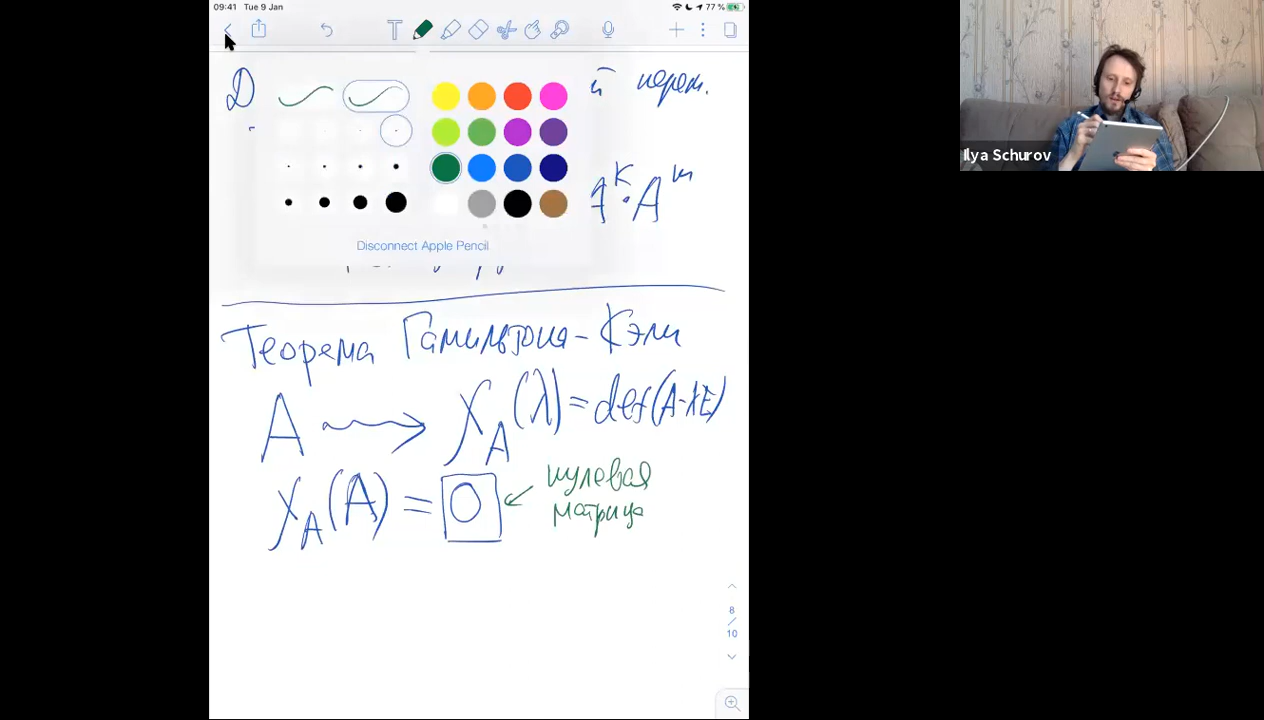 09:41 Tue 9 Jan 77 %
Ilya Schurov
Д
й перем.
A^k · A^m
Disconnect Apple Pencil
Теорема Гамильтона-Кэли
A ⟶ χ_A(λ) = det(A-λE)
χ_A(A) = 0 ← нулевая
матрица
8
/
10